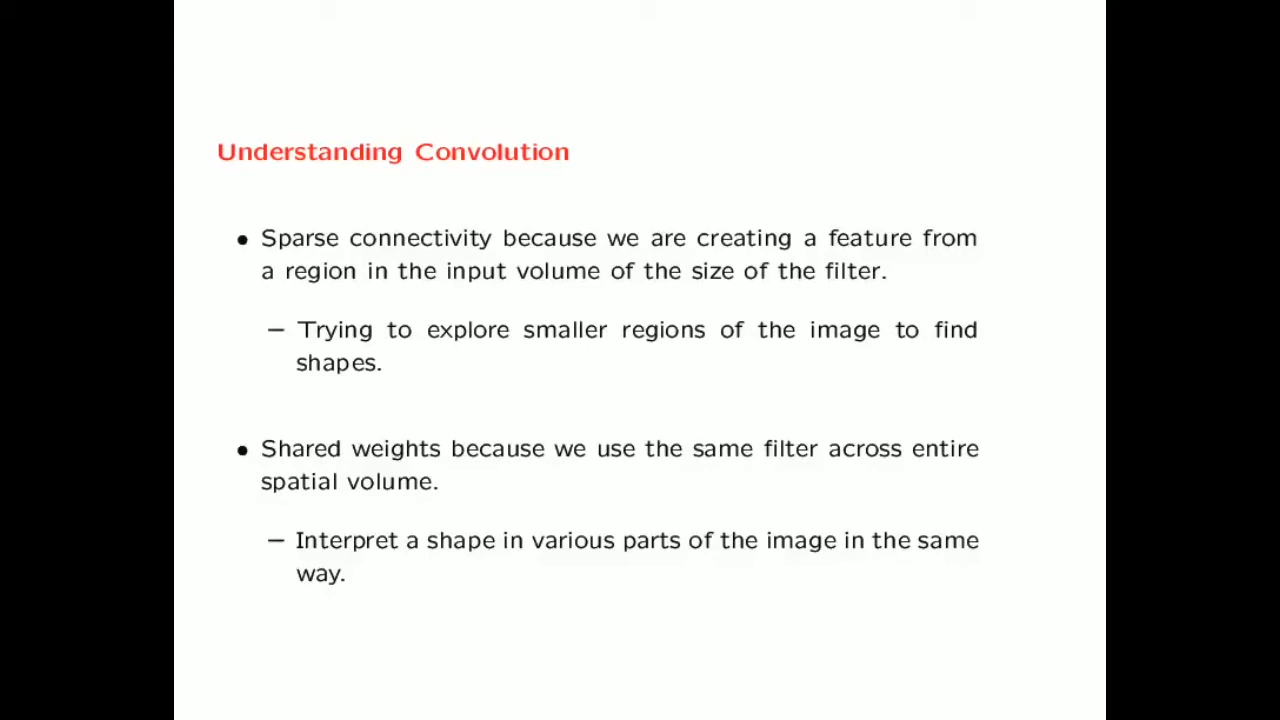 Understanding Convolution
• Sparse connectivity because we are creating a feature from
a region in the input volume of the size of the filter.
– Trying to explore smaller regions of the image to find
shapes.
• Shared weights because we use the same filter across entire
spatial volume.
– Interpret a shape in various parts of the image in the same
way.